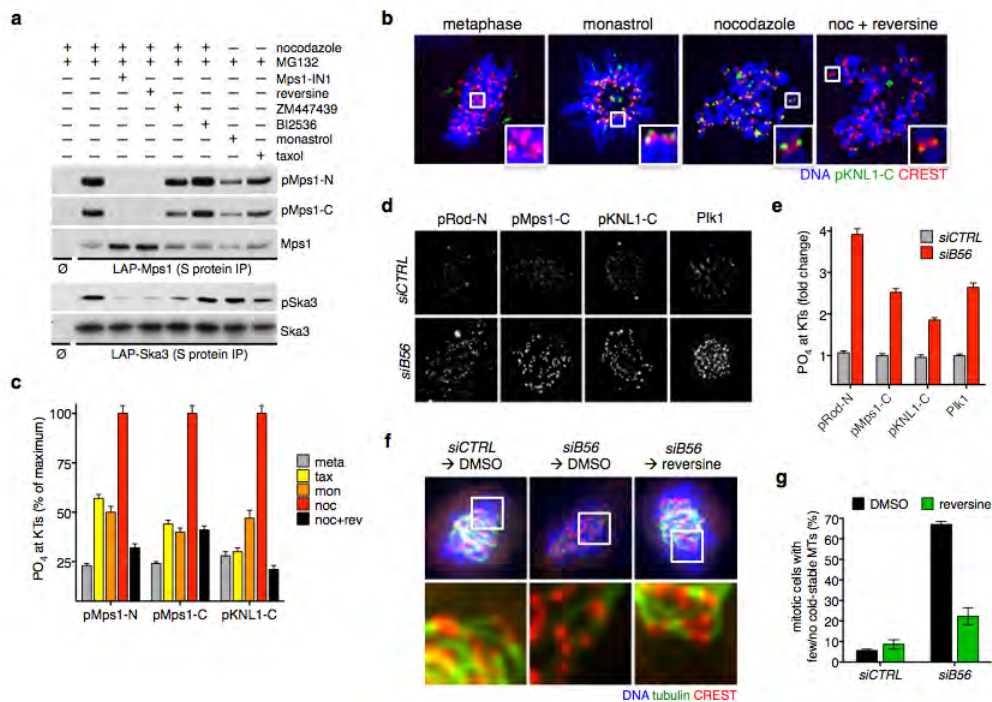 a
+ + + + + + − − nocodazole
+ + + + + + + + MG132
− − + − − − − − Mps1-IN1
− − − + − − − − reversine
− − − − + − − − ZM447439
− − − − − + − − BI2536
− − − − − − + − monastrol
− − − − − − − + taxol
pMps1-N
pMps1-C
Mps1
Ø LAP-Mps1 (S protein IP)
pSka3
Ska3
Ø LAP-Ska3 (S protein IP)
b
metaphase monastrol nocodazole noc + reversine
DNA pKNL1-C CREST
c
PO4 at KTs (% of maximum)
100
75
50
25
meta
tax
mon
noc
noc+rev
pMps1-N pMps1-C pKNL1-C
d
pRod-N pMps1-C pKNL1-C Plk1
siCTRL
siB56
e
PO4 at KTs (fold change)
4
3
2
1
siCTRL
siB56
pRod-N pMps1-C pKNL1-C Plk1
f
siCTRL siB56 siB56
→ DMSO → DMSO → reversine
DNA tubulin CREST
g
DMSO reversine
mitotic cells with
few/no cold-stable MTs (%)
70
60
50
40
30
20
10
0
siCTRL siB56